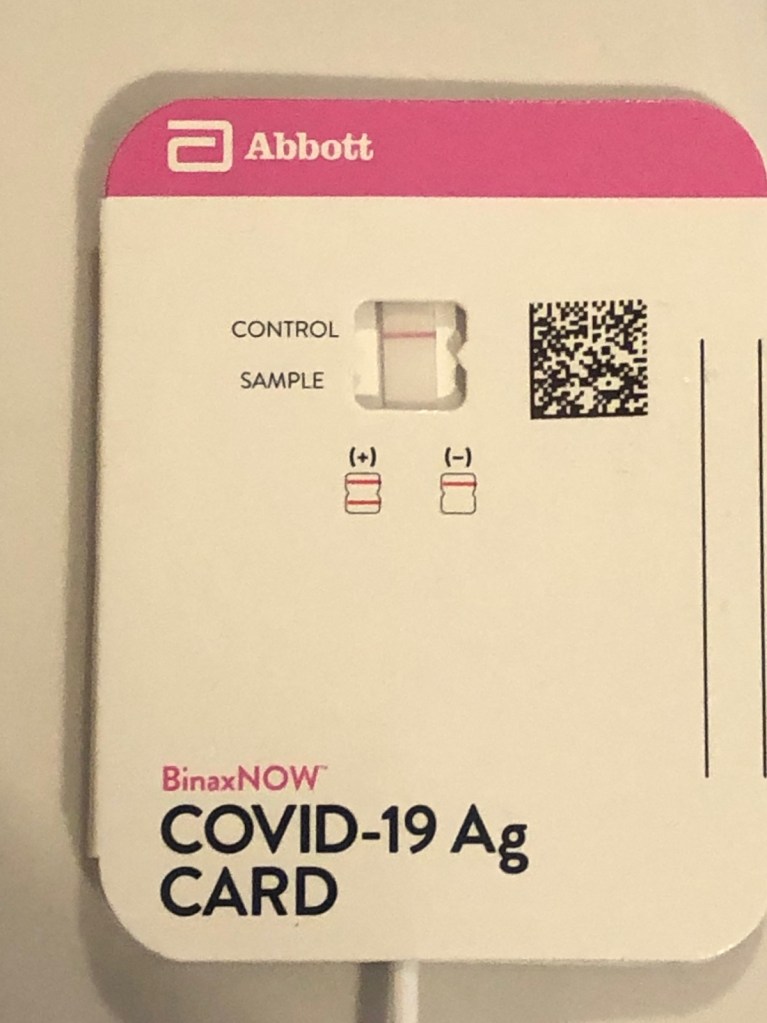 Abbott
CONTROL
SAMPLE
(+) (-)
BinaxNOW™
COVID-19 Ag
CARD